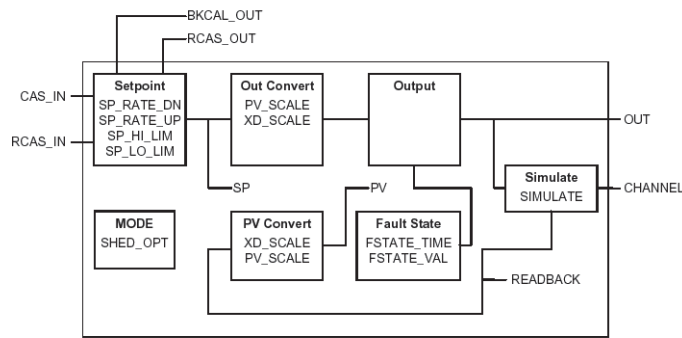 BKCAL_OUT
RCAS_OUT
CAS_IN
RCAS_IN
Setpoint
SP_RATE_DN
SP_RATE_UP
SP_HI_LIM
SP_LO_LIM
Out Convert
PV_SCALE
XD_SCALE
Output
OUT
Simulate
SIMULATE
CHANNEL
SP
PV
MODE
SHED_OPT
PV Convert
XD_SCALE
PV_SCALE
Fault State
FSTATE_TIME
FSTATE_VAL
READBACK